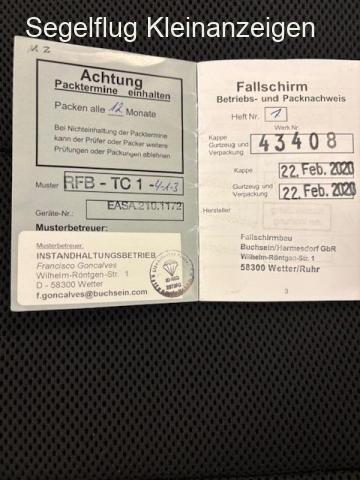 Segelflug Kleinanzeigen
Achtung
Packtermine einhalten
Packen alle 12 Monate
Bei Nichteinhaltung der Packtermine
kann der Prüfer oder Packer weitere
Prüfungen oder Packungen ablehnen.
Muster RFB - TC 1 -4-1-3
Geräte-Nr.: EASA.210.1172
Musterbetreuer:
Musterbetreuer:
INSTANDHALTUNGSBETRIEB
Francisco Goncalves
Wilhelm-Röntgen-Str. 1
D - 58300 Wetter
f.goncalves@buchsein.com
Fallschirm
Betriebs- und Packnachweis
Heft Nr. 1
Werk Nr.
Kappe
Gurtzeug und
Verpackung 43408
Kappe 22. Feb. 2020
Gurtzeug und
Verpackung 22. Feb. 2020
Hersteller
Fallschirmbau
Buchsein/Harmesdorf GbR
Wilhelm-Röntgen-Str. 1
58300 Wetter/Ruhr
3